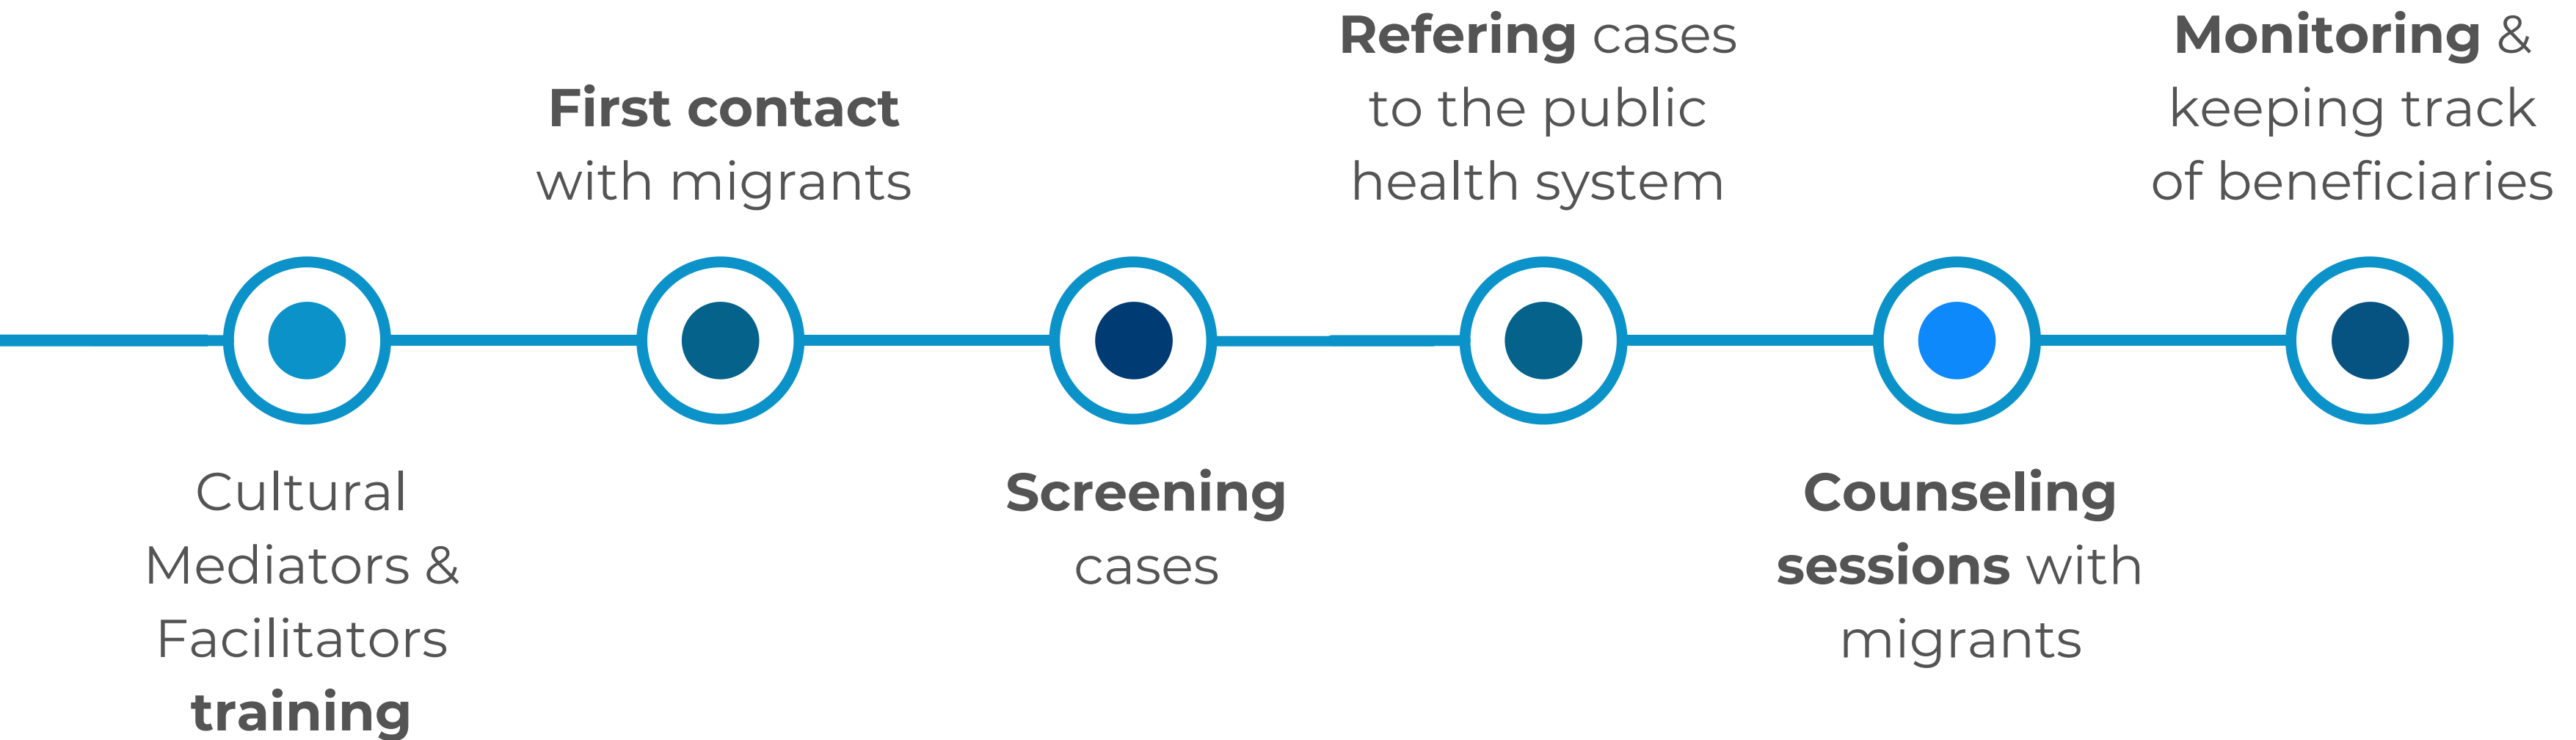 Cultural
Mediators &
Facilitators
training
First contact
with migrants
Screening
cases
Refering cases
to the public
health system
Counseling
sessions with
migrants
Monitoring &
keeping track
of beneficiaries